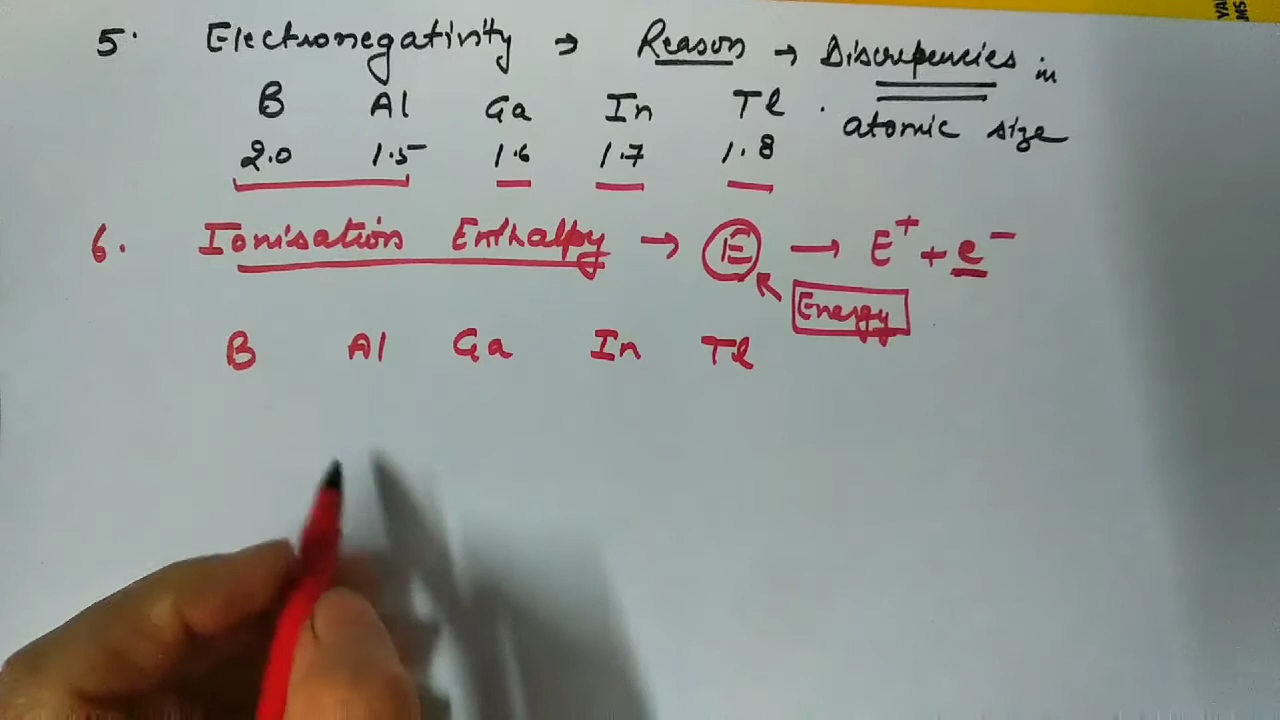 5. Electronegativity → Reason → Discrepencies in
atomic size
B Al Ga In Tl .
2.0 1.5 1.6 1.7 1.8
6. Ionisation Enthalpy → E → E⁺ + e⁻
Energy
B Al Ga In Tl